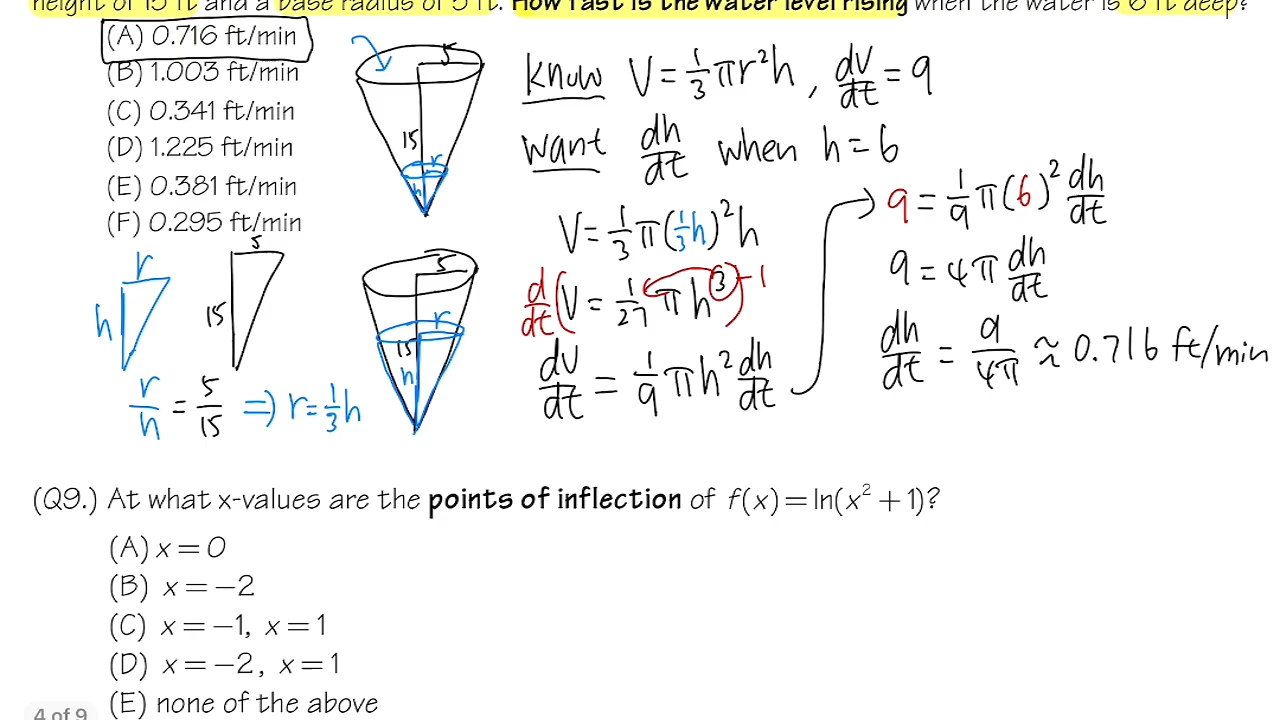 height of 15 ft and a base radius of 5 ft. How fast is the water level rising when the water is 6 ft deep?
(A) 0.716 ft/min
(B) 1.003 ft/min
(C) 0.341 ft/min
(D) 1.225 ft/min
(E) 0.381 ft/min
(F) 0.295 ft/min
5
15
r
h
know V = 1/3 πr²h, dV/dt = 9
want dh/dt when h = 6
V = 1/3 π(1/3 h)²h
d/dt (V = 1/27 π h³) -1
dV/dt = 1/9 πh² dh/dt
9 = 1/9 π(6)² dh/dt
9 = 4π dh/dt
dh/dt = 9/4π ≈ 0.716 ft/min
r
h
5
15
5
r
15
h
r/h = 5/15 ⇒ r = 1/3 h
(Q9.) At what x-values are the points of inflection of f(x) = ln(x² + 1)?
(A) x = 0
(B) x = −2
(C) x = −1, x = 1
(D) x = −2, x = 1
(E) none of the above
4 of 9